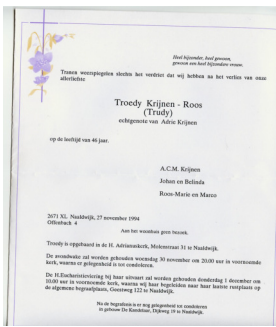 Heel bijzonder, heel gewoon,
gewoon een heel bijzondere vrouw.
Tranen weerspiegelen slechts het verdriet dat wij hebben na het verlies van onze
allerliefste
Troedy Krijnen - Roos
(Trudy)
echtgenote van Adrie Krijnen
op de leeftijd van 46 jaar.
A.C.M. Krijnen
Johan en Belinda
Roos-Marie en Marco
2671 XL Naaldwijk, 27 november 1994
Offenbach 4
Aan het woonhuis geen bezoek.
Troedy is opgebaard in de H. Adrianuskerk, Molenstraat 31 te Naaldwijk.
De avondwake zal worden gehouden woensdag 30 november om 20.00 uur in voornoemde
kerk, waarna er gelegenheid is tot condoleren.
De H.Eucharistieviering bij haar uitvaart zal worden gehouden donderdag 1 december om
10.00 uur in voornoemde kerk, waarna wij haar begeleiden naar haar laatste rustplaats op
de algemene begraafplaats, Geestweg 122 te Naaldwijk.
Na de begrafenis is er nog gelegenheid tot condoleren
in gebouw De Kandelaar, Dijkweg 19 te Naaldwijk.